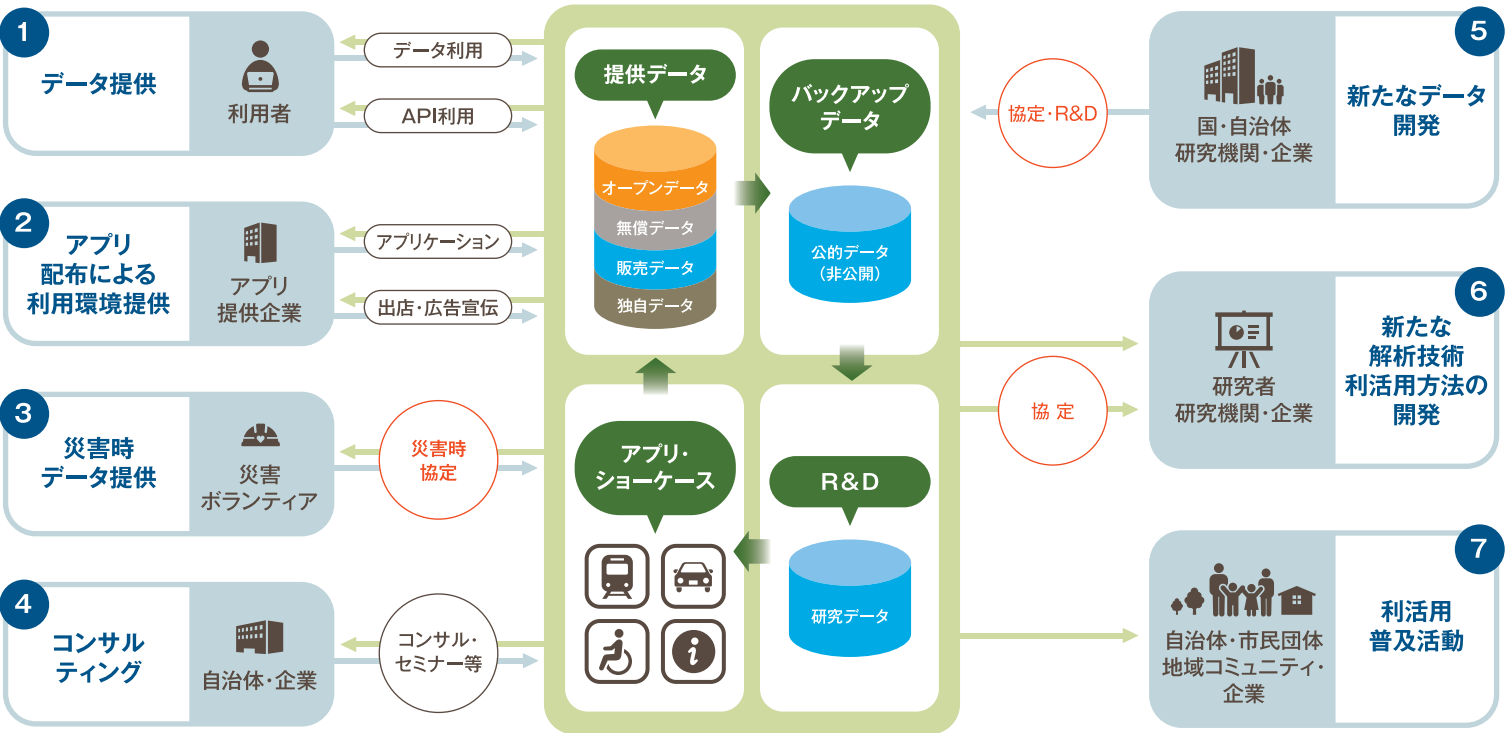 1
データ提供
利用者
データ利用
API利用
2
アプリ
配布による
利用環境提供
アプリ
提供企業
アプリケーション
出店・広告宣伝
3
災害時
データ提供
災害
ボランティア
災害時
協定
4
コンサル
ティング
自治体・企業
コンサル・
セミナー等
提供データ
オープンデータ
無償データ
販売データ
独自データ
バックアップ
データ
公的データ
（非公開）
アプリ・
ショーケース
R&D
研究データ
5
新たなデータ
開発
国・自治体
研究機関・企業
協定・R&D
6
新たな
解析技術
利活用方法の
開発
研究者
研究機関・企業
協定
7
利活用
普及活動
自治体・市民団体
地域コミュニティ・
企業